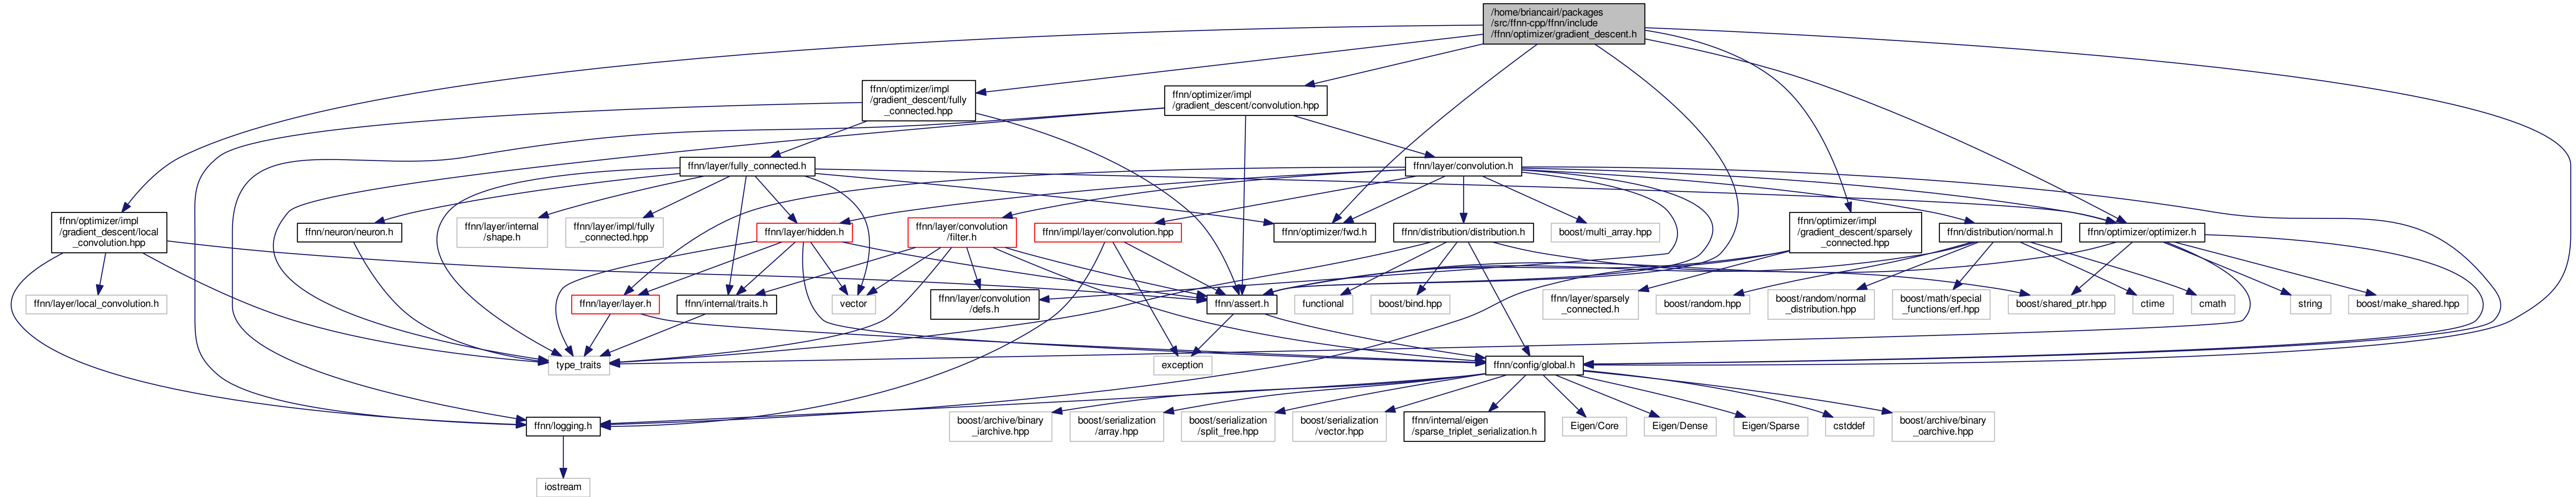 /home/briancairl/packages
/src/ffnn-cpp/ffnn/include
/ffnn/optimizer/gradient_descent.h
ffnn/optimizer/impl
/gradient_descent/fully
_connected.hpp
ffnn/optimizer/impl
/gradient_descent/convolution.hpp
ffnn/layer/fully_connected.h
ffnn/layer/convolution.h
ffnn/optimizer/impl
/gradient_descent/local
_convolution.hpp
ffnn/neuron/neuron.h
ffnn/layer/internal
/shape.h
ffnn/layer/impl/fully
_connected.hpp
ffnn/layer/hidden.h
ffnn/layer/convolution
/filter.h
ffnn/impl/layer/convolution.hpp
ffnn/optimizer/fwd.h
ffnn/distribution/distribution.h
boost/multi_array.hpp
ffnn/optimizer/impl
/gradient_descent/sparsely
_connected.hpp
ffnn/distribution/normal.h
ffnn/optimizer/optimizer.h
ffnn/layer/local_convolution.h
ffnn/layer/layer.h
ffnn/internal/traits.h
vector
ffnn/layer/convolution
/defs.h
ffnn/assert.h
functional
boost/bind.hpp
ffnn/layer/sparsely
_connected.h
boost/random.hpp
boost/random/normal
_distribution.hpp
boost/math/special
_functions/erf.hpp
boost/shared_ptr.hpp
ctime
cmath
string
boost/make_shared.hpp
type_traits
exception
ffnn/config/global.h
ffnn/logging.h
boost/archive/binary
_iarchive.hpp
boost/serialization
/array.hpp
boost/serialization
/split_free.hpp
boost/serialization
/vector.hpp
ffnn/internal/eigen
/sparse_triplet_serialization.h
Eigen/Core
Eigen/Dense
Eigen/Sparse
cstddef
boost/archive/binary
_oarchive.hpp
iostream